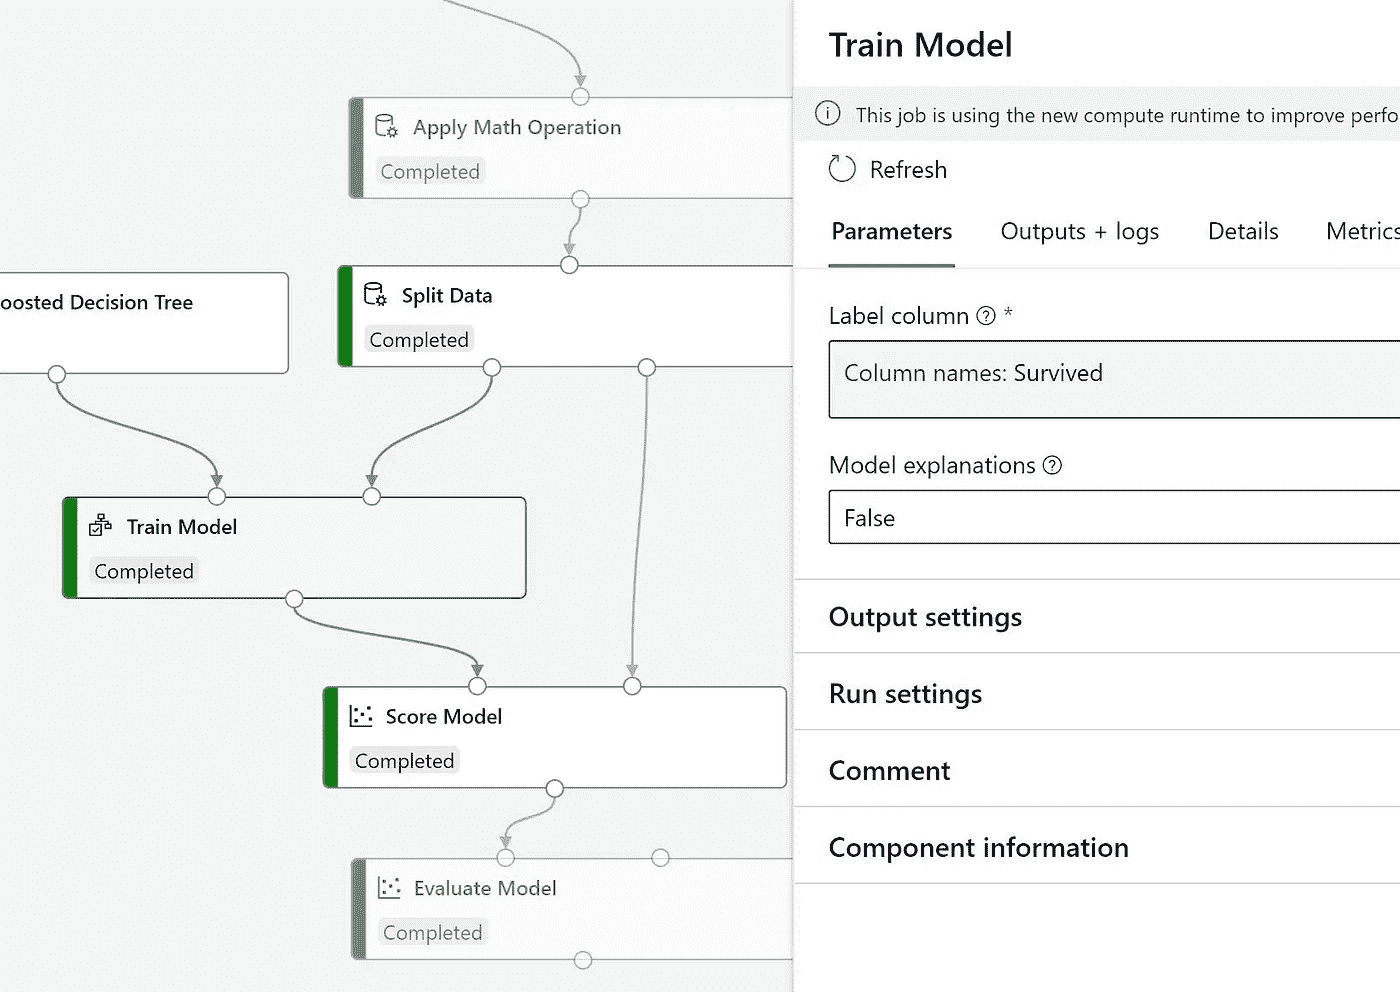 Apply Math Operation
Completed
oosted Decision Tree
Split Data
Completed
Train Model
Completed
Score Model
Completed
Evaluate Model
Completed
Train Model
This job is using the new compute runtime to improve perfo
Refresh
Parameters Outputs + logs Details Metrics
Label column ? *
Column names: Survived
Model explanations ?
False
Output settings
Run settings
Comment
Component information